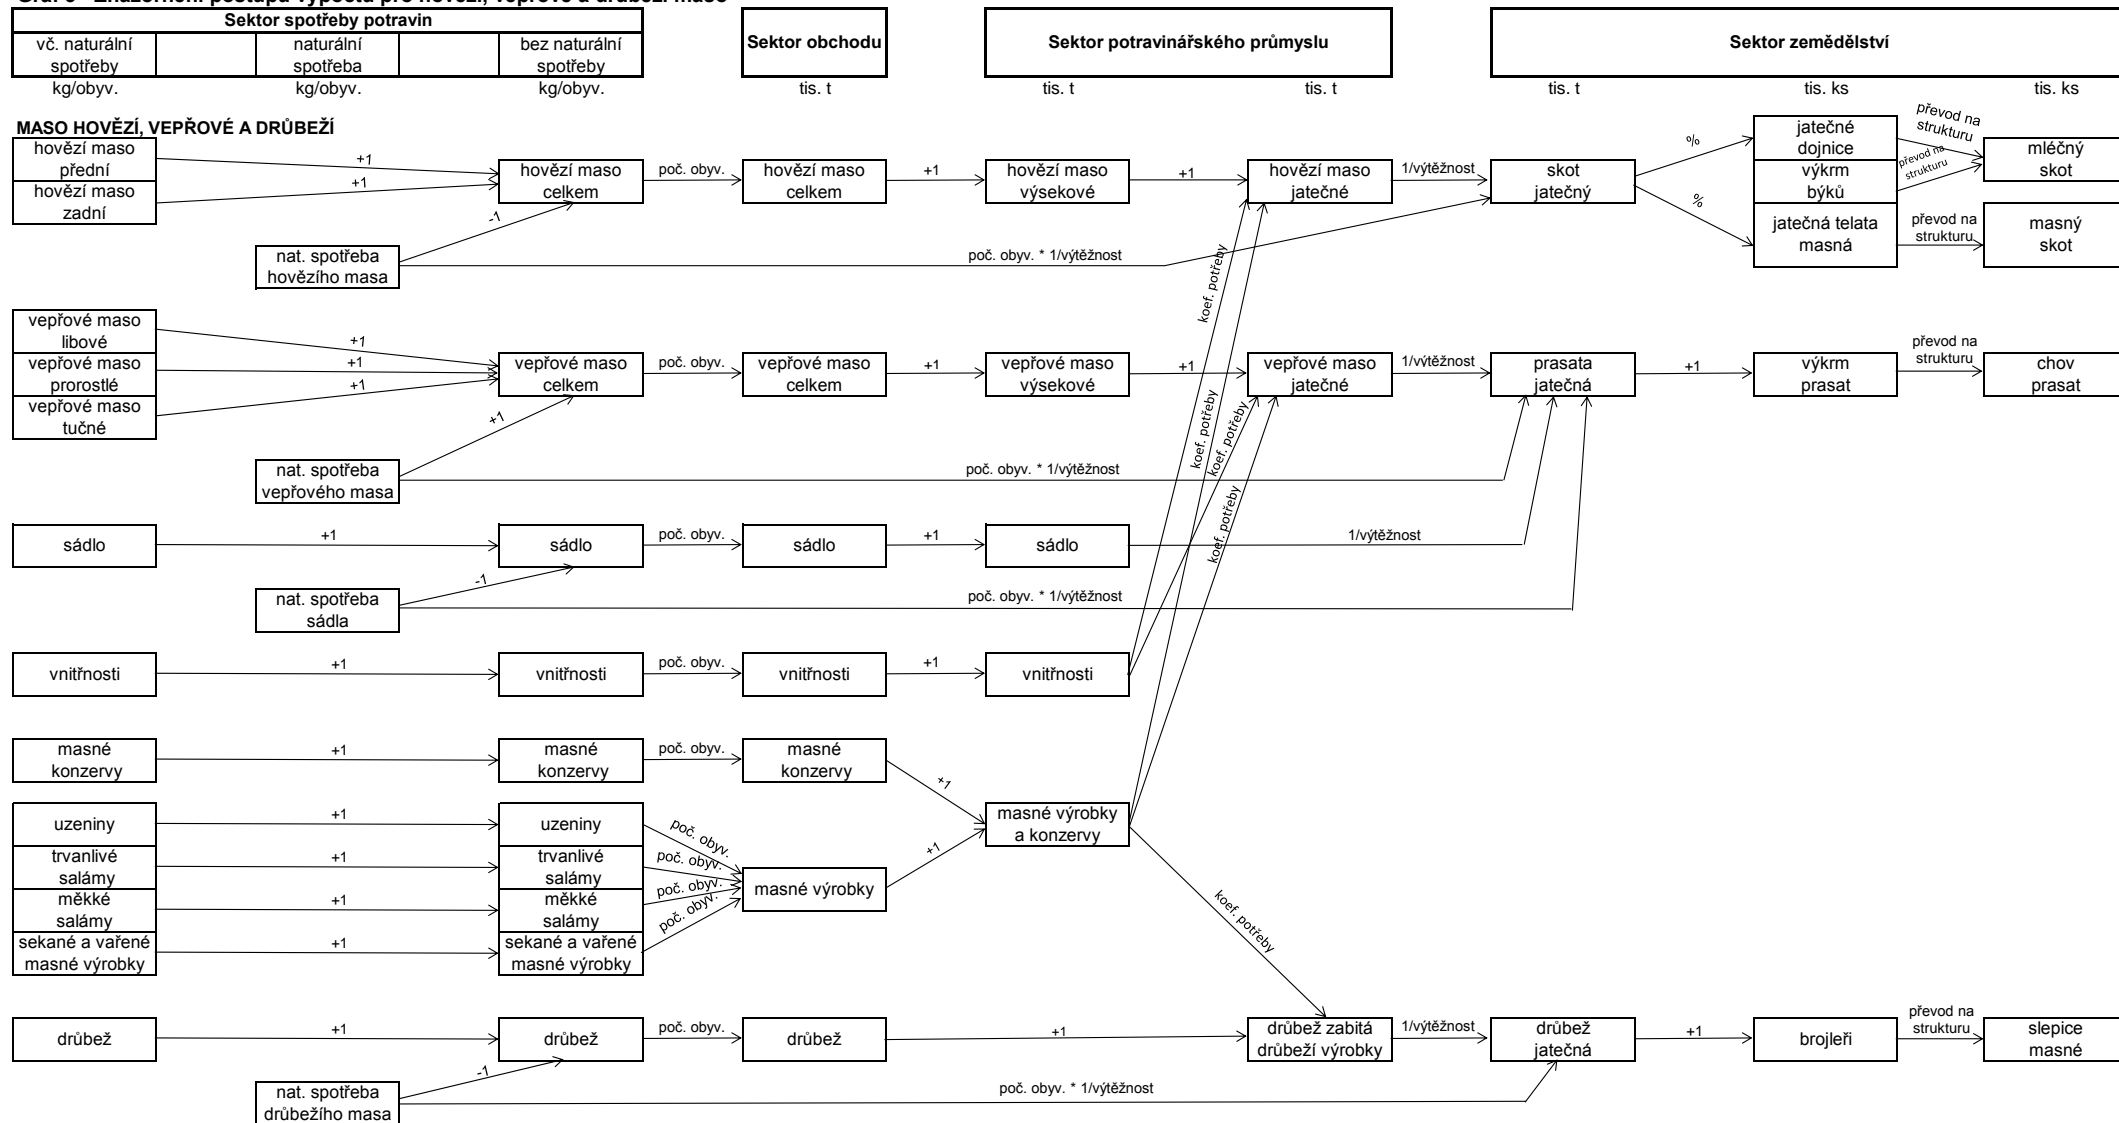 Sektor spotřeby potravin
vč. naturální
spotřeby
naturální
spotřeba
bez naturální
spotřeby
Sektor obchodu
Sektor potravinářského průmyslu
Sektor zemědělství
kg/obyv.
kg/obyv.
kg/obyv.
tis. t
tis. t
tis. t
tis. t
tis. ks
tis. ks
MASO HOVĚZÍ, VEPŘOVÉ A DRŮBEŽÍ
hovězí maso
přední
hovězí maso
zadní
+1
+1
-1
hovězí maso
celkem
poč. obyv.
hovězí maso
celkem
+1
hovězí maso
výsekové
+1
hovězí maso
jatečné
1/výtěžnost
skot
jatečný
%
%
jatečné
dojnice
výkrm
býků
jatečná telata
masná
převod na
strukturu
převod na
strukturu
převod na
strukturu
mléčný
skot
masný
skot
nat. spotřeba
hovězího masa
poč. obyv. * 1/výtěžnost
koef. potřeby
vepřové maso
libové
vepřové maso
prorostlé
vepřové maso
tučné
+1
+1
+1
+1
vepřové maso
celkem
poč. obyv.
vepřové maso
celkem
+1
vepřové maso
výsekové
+1
vepřové maso
jatečné
1/výtěžnost
prasata
jatečná
+1
výkrm
prasat
převod na
strukturu
chov
prasat
koef. potřeby
koef. potřeby
koef. potřeby
nat. spotřeba
vepřového masa
poč. obyv. * 1/výtěžnost
sádlo
+1
sádlo
poč. obyv.
sádlo
+1
sádlo
1/výtěžnost
-1
nat. spotřeba
sádla
poč. obyv. * 1/výtěžnost
vnitřnosti
+1
vnitřnosti
poč. obyv.
vnitřnosti
+1
vnitřnosti
masné
konzervy
+1
masné
konzervy
poč. obyv.
masné
konzervy
+1
uzeniny
+1
uzeniny
poč. obyv.
masné výrobky
a konzervy
trvanlivé
salámy
+1
trvanlivé
salámy
poč. obyv.
+1
masné výrobky
měkké
salámy
+1
měkké
salámy
poč. obyv.
sekané a vařené
masné výrobky
+1
sekané a vařené
masné výrobky
poč. obyv.
koef. potřeby
drůbež
+1
drůbež
poč. obyv.
drůbež
+1
drůbež zabitá
drůbeží výrobky
1/výtěžnost
drůbež
jatečná
+1
brojleři
převod na
strukturu
slepice
masné
-1
nat. spotřeba
drůbežího masa
poč. obyv. * 1/výtěžnost